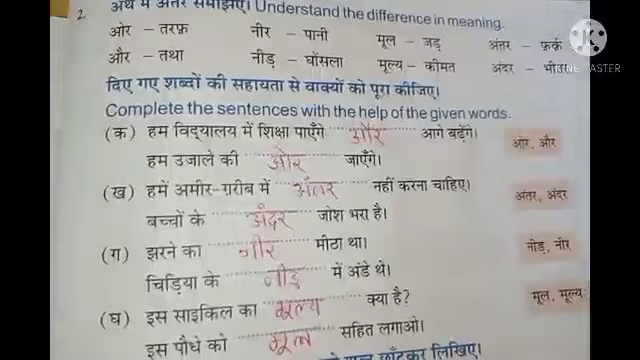 2. अर्थ में अंतर समझिए। Understand the difference in meaning.
ओर – तरफ़ नीर – पानी मूल – जड़ अंतर – फ़र्क़
और – तथा नीड़ – घोंसला मूल्य – कीमत अंदर – भीतर
दिए गए शब्दों की सहायता से वाक्यों को पूरा कीजिए।
Complete the sentences with the help of the given words.
(क) हम विद्यालय में शिक्षा पाएँगे और आगे बढ़ेंगे। ओर, और
हम उजाले की ओर जाएँगे।
(ख) हमें अमीर-ग़रीब में अंतर नहीं करना चाहिए। अंतर, अंदर
बच्चों के अंदर जोश भरा है।
(ग) झरने का नीर मीठा था। नीड़, नीर
चिड़िया के नीड़ में अंडे थे।
(घ) इस साइकिल का मूल्य क्या है? मूल, मूल्य
इस पौधे को मूल सहित लगाओ।
छाँटकर लिखिए।
KINEMASTER